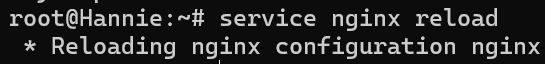 root@Hannie:~# service nginx reload
 * Reloading nginx configuration nginx